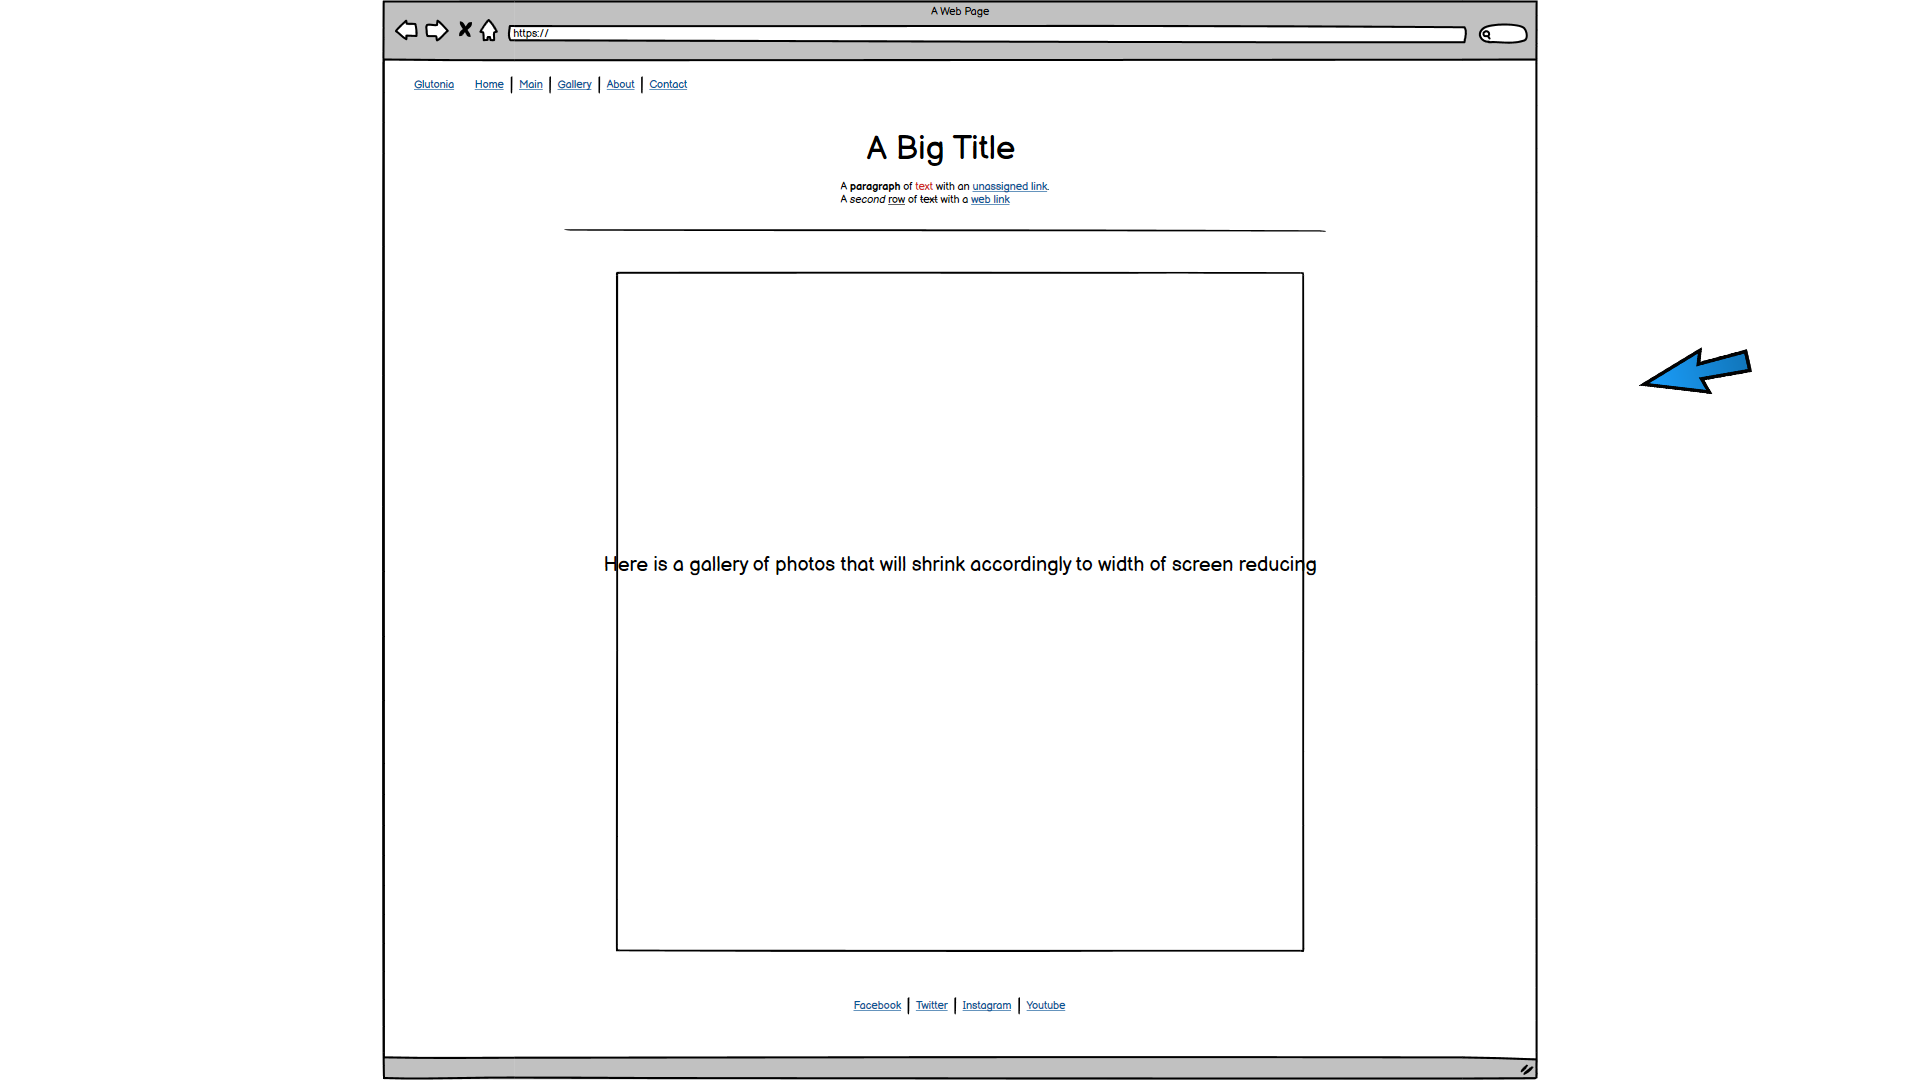 A Web Page
https://
Glutonia Home Main Gallery About Contact
A Big Title
A paragraph of text with an unassigned link.
A second row of text with a web link
Here is a gallery of photos that will shrink accordingly to width of screen reducing
Facebook Twitter Instagram Youtube